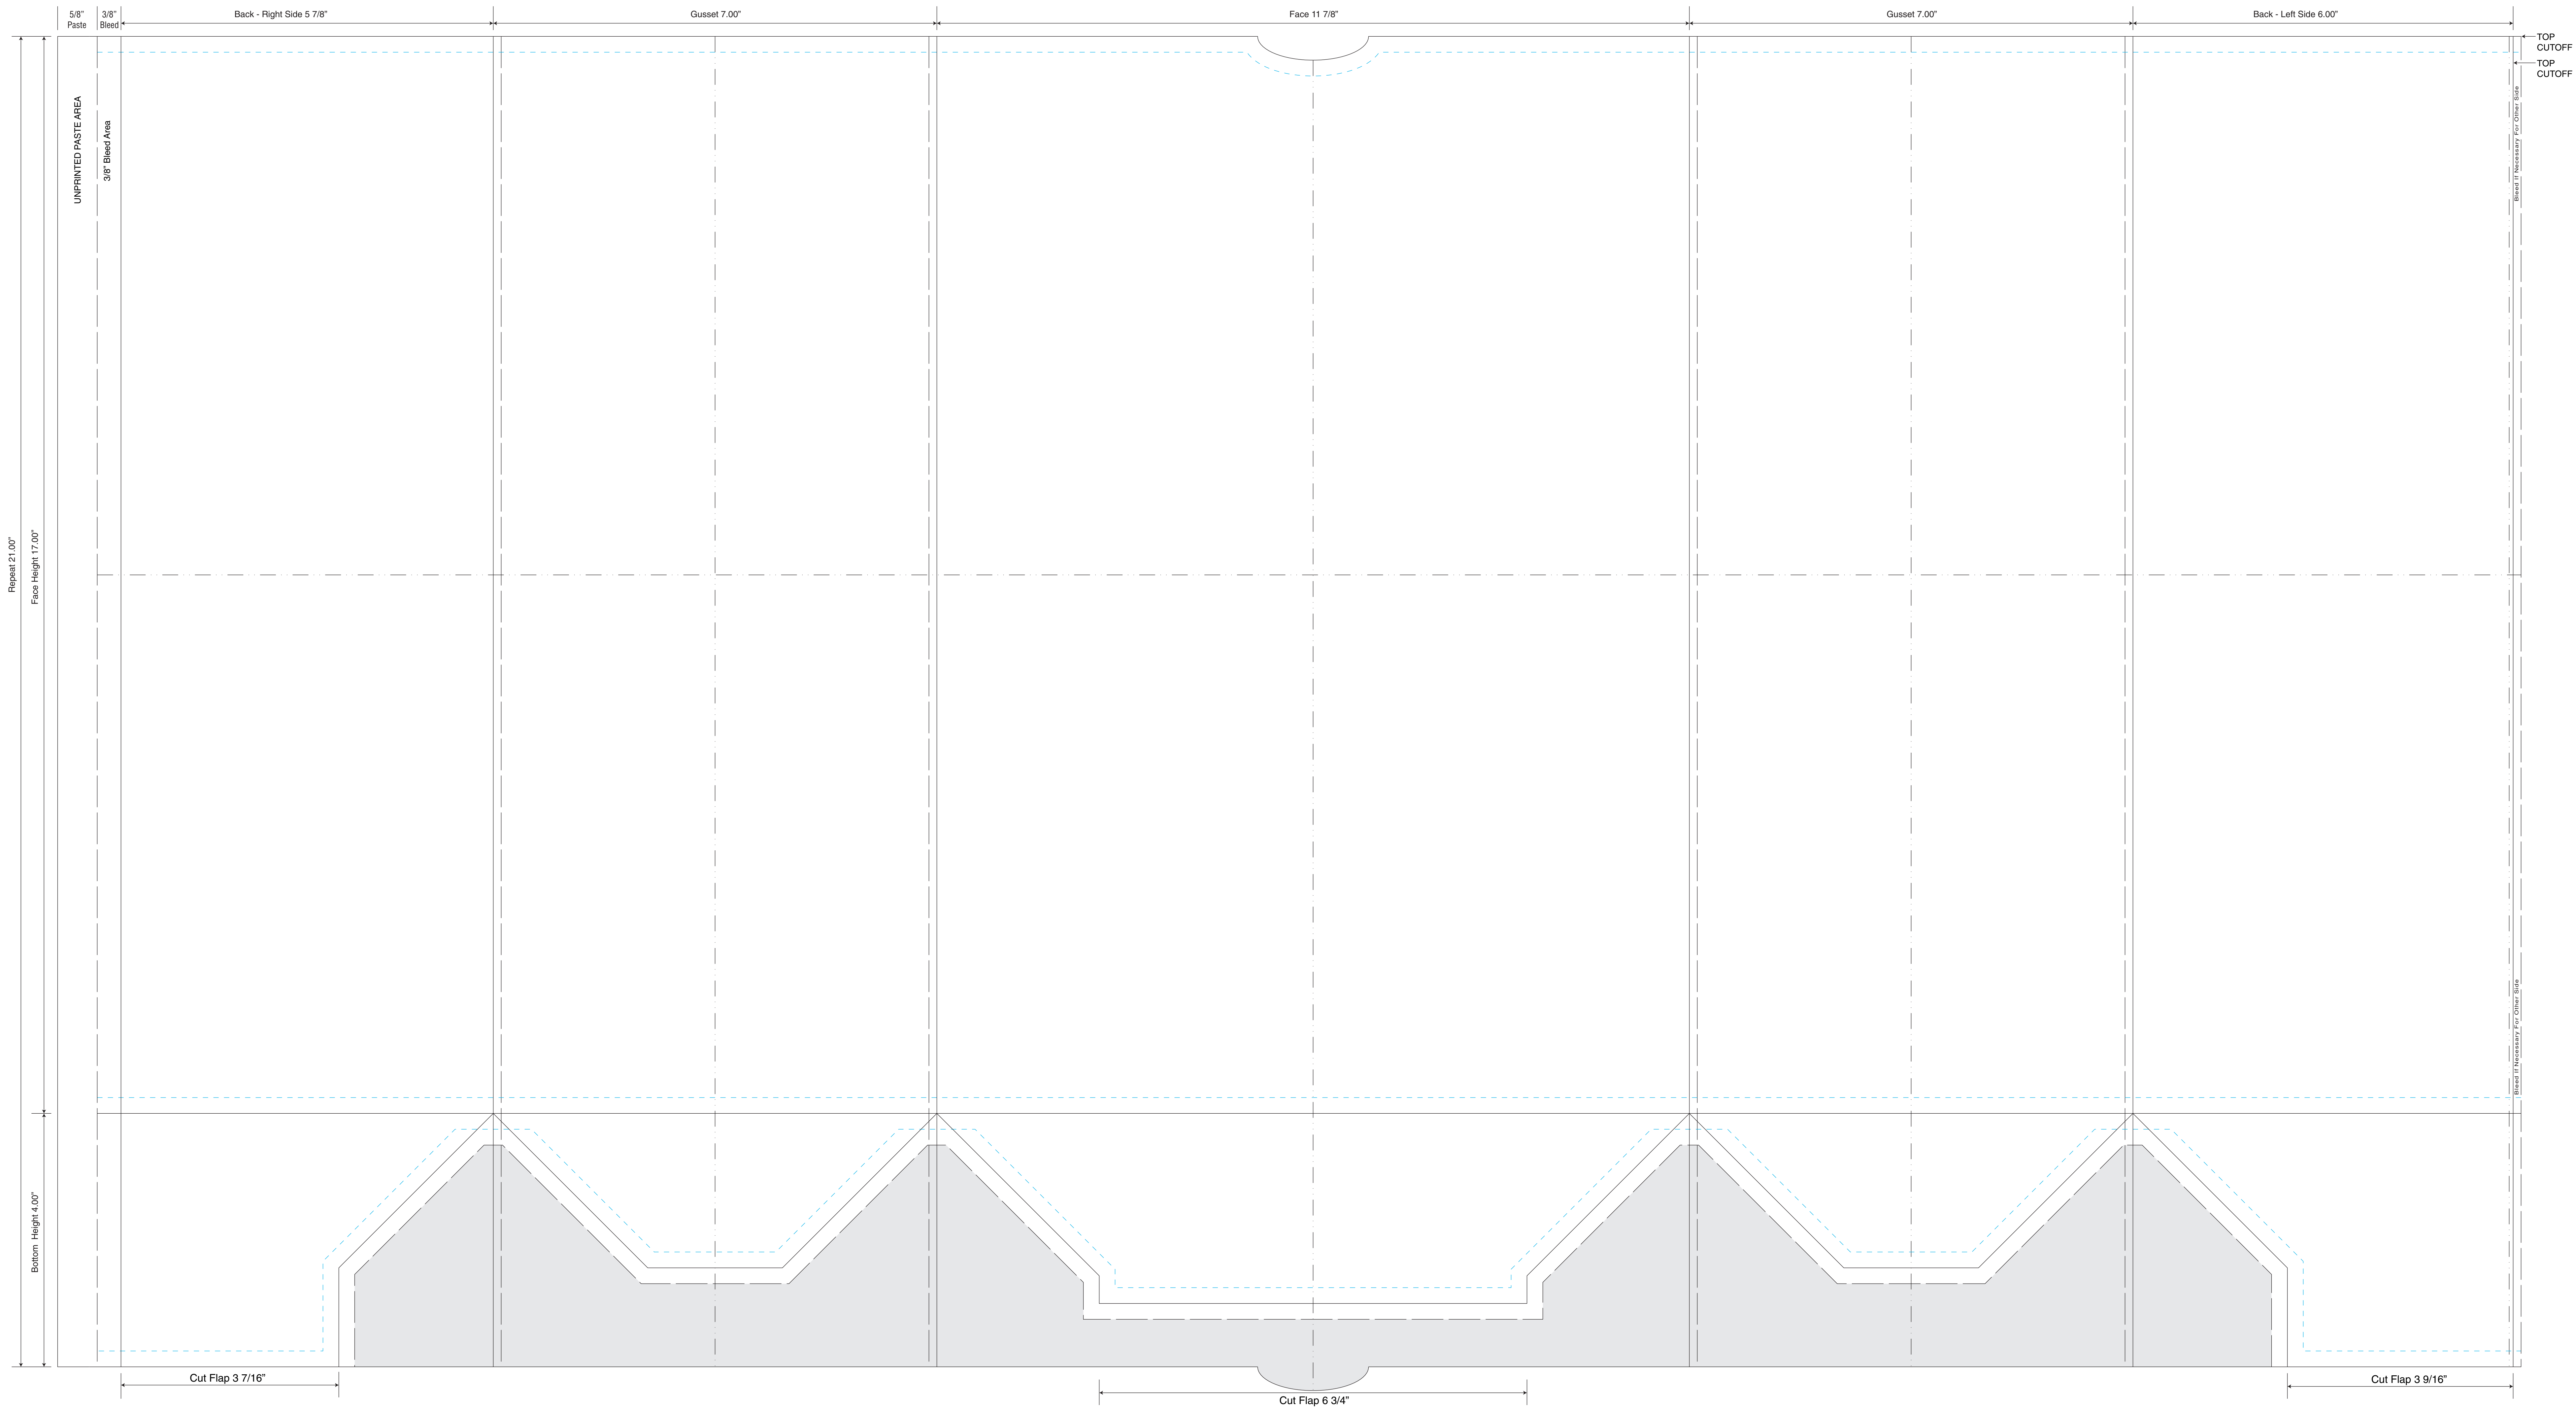 5/8"
Paste
3/8"
Bleed
Back - Right Side 5 7/8"
Gusset 7.00"
Face 11 7/8"
Gusset 7.00"
Back - Left Side 6.00"
TOP
CUTOFF
TOP
CUTOFF
UNPRINTED PASTE AREA
3/8" Bleed Area
Bleed If Necessary For Other Side
Repeat 21.00"
Face Height 17.00"
Bleed If Necessary For Other Side
Bottom Height 4.00"
Cut Flap 3 7/16"
Cut Flap 6 3/4"
Cut Flap 3 9/16"